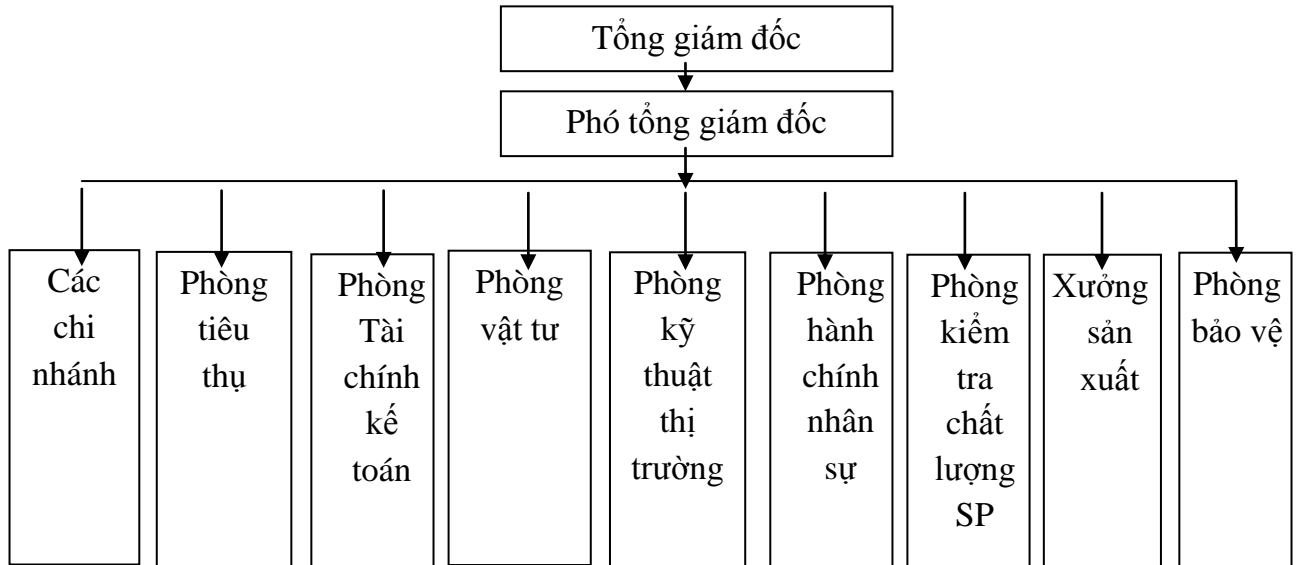 Tổng giám đốc
Phó tổng giám đốc
Các
chi
nhánh
Phòng
tiêu
thụ
Phòng
Tài
chính
kế
toán
Phòng
vật tư
Phòng
kỹ
thuật
thị
trường
Phòng
hành
chính
nhân
sự
Phòng
kiểm
tra
chất
lượng
SP
Xưởng
sản
xuất
Phòng
bảo vệ